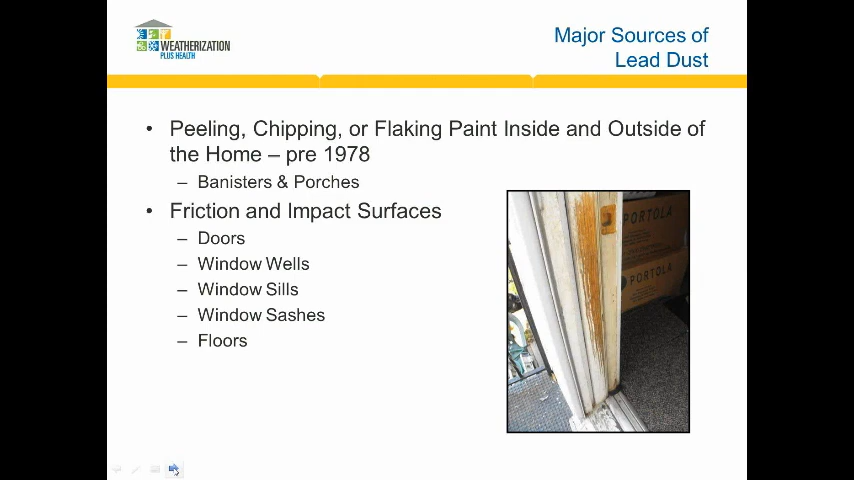 WEATHERIZATION
PLUS HEALTH
Major Sources of
Lead Dust
• Peeling, Chipping, or Flaking Paint Inside and Outside of
the Home – pre 1978
– Banisters & Porches
• Friction and Impact Surfaces
– Doors
– Window Wells
– Window Sills
– Window Sashes
– Floors
PORTOLA
PORTOLA